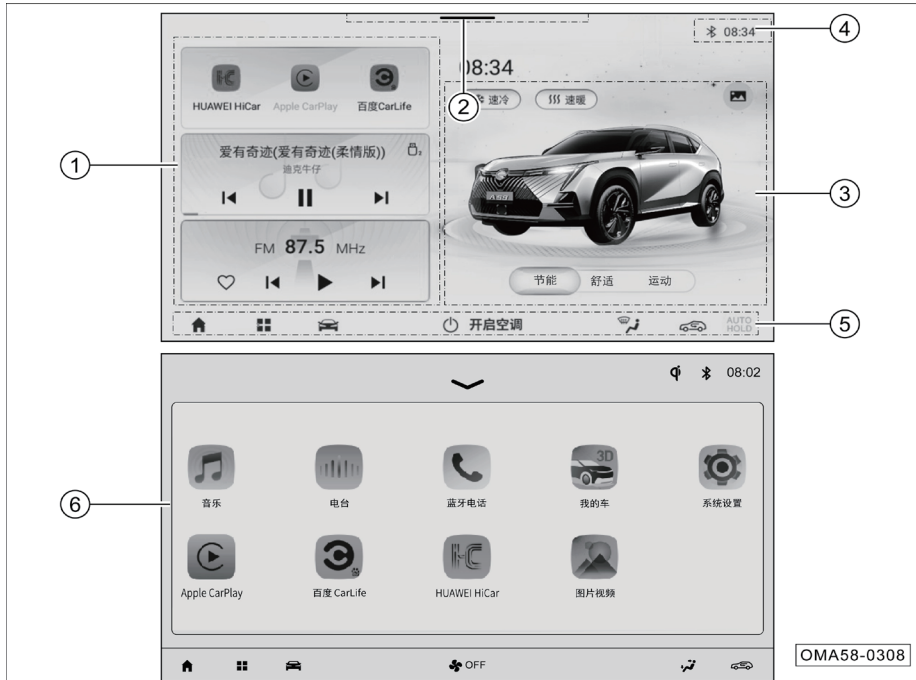 ① 
②
③
④
⑤
⑥
08:34
08:34
速冷
速暖
HUAWEI HiCar
Apple CarPlay
百度CarLife
爱有奇迹(爱有奇迹(柔情版))
迪克牛仔
FM 87.5 MHz
节能
舒适
运动
开启空调
AUTO
HOLD
08:02
3D
音乐
电台
蓝牙电话
我的车
系统设置
Apple CarPlay
百度 CarLife
HUAWEI HiCar
图片视频
OFF
OMA58-0308